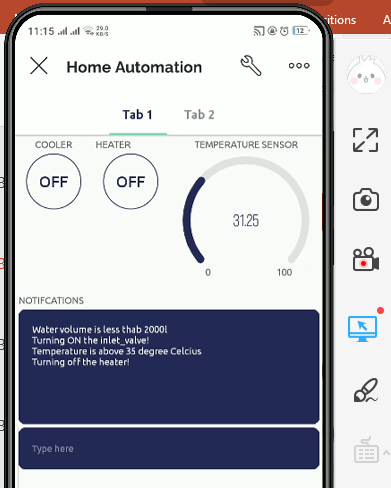 11:15 29.0 KB/S 12
ritions
A
Home Automation
Tab 1 Tab 2
COOLER HEATER TEMPERATURE SENSOR
OFF OFF
31.25
0 100
NOTIFCATIONS
Water volume is less thab 2000l
Turning ON the inlet_valve!
Temperature is above 35 degree Celcius
Turning off the heater!
Type here